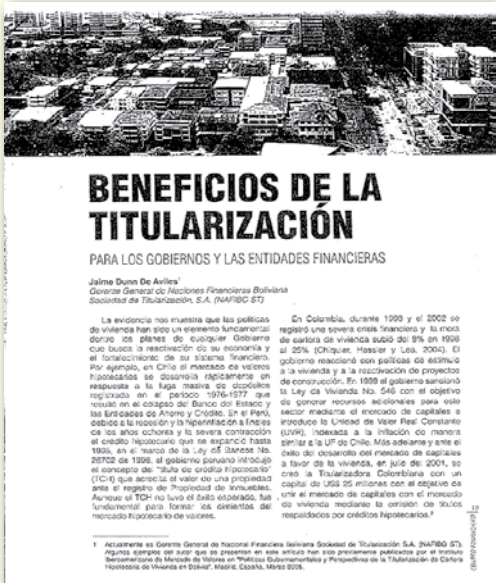 BENEFICIOS DE LA
TITULARIZACIÓN
PARA LOS GOBIERNOS Y LAS ENTIDADES FINANCIERAS
Jaime Dunn De Aviles¹
Gerente General de Naciones Financieras Boliviana
Sociedad de Titularización, S.A. (NAFIBO ST)
La evidencia nos muestra que las políticas
de vivienda han sido un elemento fundamental
dentro los planes de cualquier Gobierno
que busca la reactivación de su economía y
el fortalecimiento de su sistema financiero.
Por ejemplo, en Chile el mercado de valores
hipotecarios se desarrolla rápidamente en
respuesta a la fuga masiva de depósitos
registrada en el periodo 1976-1977 que
resultó en el colapso del Banco del Estado y
las Entidades de Ahorro y Crédito. En el Perú,
debido a la recesión y la hiperinflación a finales
de los años ochenta y la severa contracción
el crédito hipotecario que se expandió hasta
1995, en el marco de la Ley de Bancos No.
26702 de 1996, el gobierno peruano introdujo
el concepto del "título de crédito hipotecario"
(TCH) que acredita el valor de una propiedad
ante el registro de Propiedad de Inmuebles.
Aunque el TCH no tuvo el éxito esperado, fue
fundamental para formar los cimientos del
mercado hipotecario de valores.
En Colombia, durante 1998 y el 2002 se
registró una severa crisis financiera y la mora
de cartera de vivienda subió del 9% en 1998
al 25% (Chiquier, Hassler y Lea, 2004). El
gobierno reaccionó con políticas de estímulo
a la vivienda y a la reactivación de proyectos
de construcción. En 1999 el gobierno sancionó
la Ley de Vivienda No. 546 con el objetivo
de generar recursos adicionales para este
sector mediante el mercado de capitales e
introduce la Unidad de Valor Real Constante
(UVR), indexada a la inflación de manera
similar a la UF de Chile. Más adelante y ante el
éxito del desarrollo del mercado de capitales
a favor de la vivienda, en julio del 2001, se
creó la Titularizadora Colombiana con un
capital de US$ 25 millones con el objetivo de
unir el mercado de capitales con el mercado
de vivienda mediante la emisión de títulos
respaldados por créditos hipotecarios.²
1 Actualmente es Gerente General de Nacional Financiera Boliviana Sociedad de Titularización S.A. (NAFIBO ST).
Algunos ejemplos del autor que se presentan en este artículo han sido previamente publicados por el Instituto
Iberoamericano de Mercado de Valores en "Políticas Gubernamentales y Perspectivas de la Titularización de Cartera
Hipotecaria de Vivienda en Bolivia", Madrid, España, Marzo 2005.